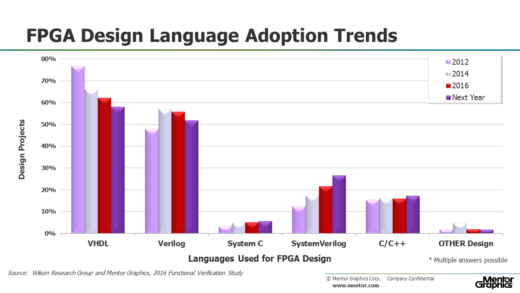 FPGA Design Language Adoption Trends
80%
70%
60%
50%
40%
30%
20%
10%
0%
Design Projects
2012
2014
2016
Next Year
VHDL Verilog System C SystemVerilog C/C++ OTHER Design
Languages Used for FPGA Design
* Multiple answers possible
Source: Wilson Research Group and Mentor Graphics, 2016 Functional Verification Study
© Mentor Graphics Corp. Company Confidential
www.mentor.com
Mentor
Graphics